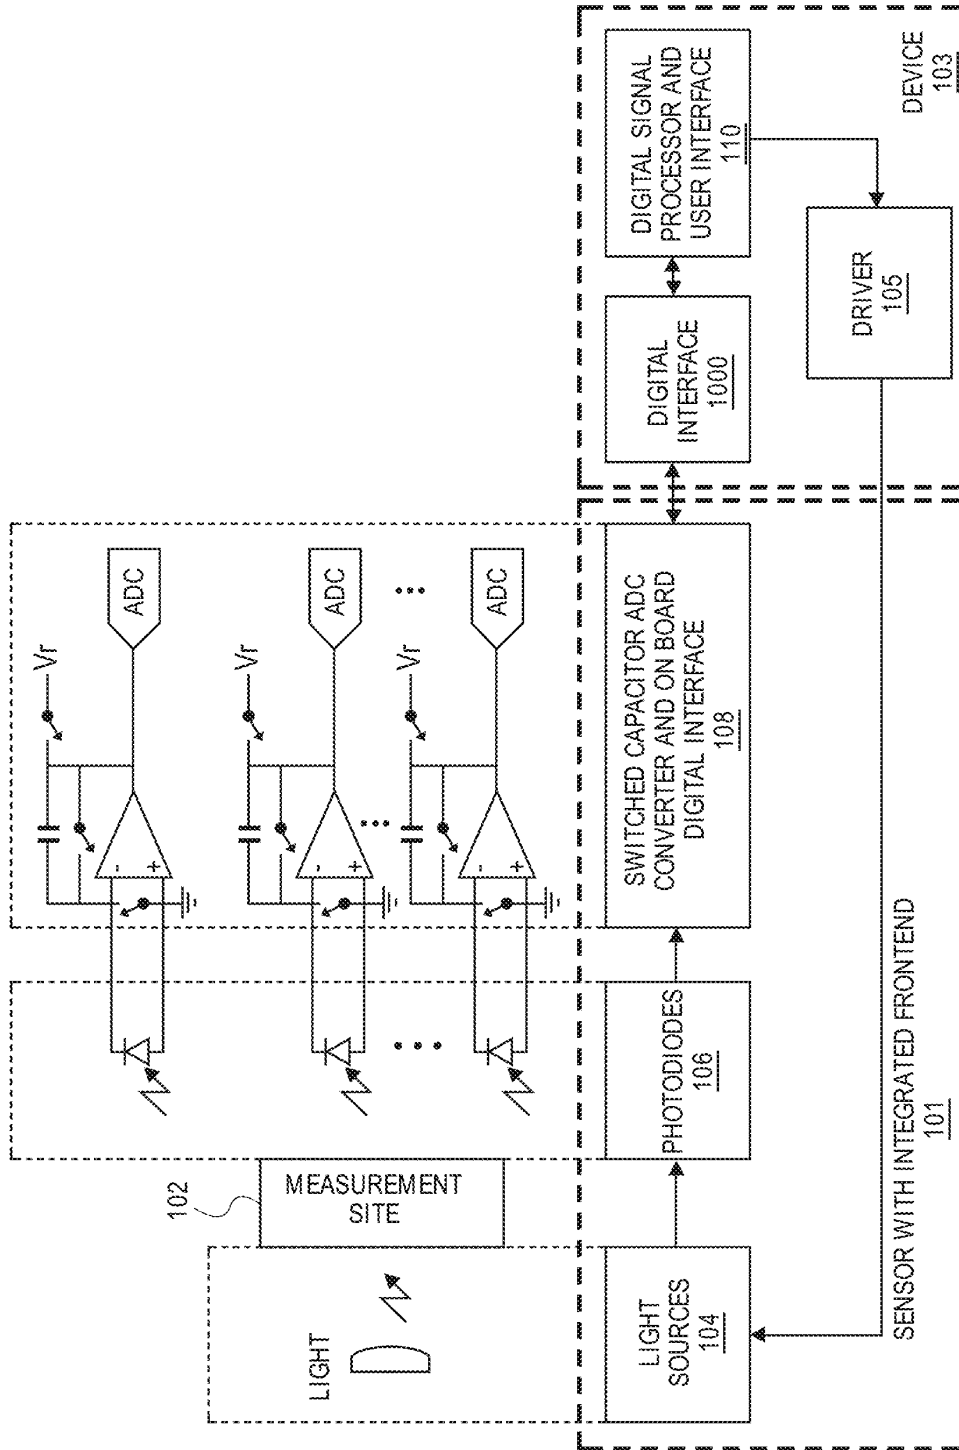 LIGHT
102
MEASUREMENT
SITE
Vr
Vr
Vr
-
+
-
+
-
+
ADC
ADC
ADC
LIGHT
SOURCES
104
PHOTODIODES
106
SWITCHED CAPACITOR ADC
CONVERTER AND ON BOARD
DIGITAL INTERFACE
108
DIGITAL
INTERFACE
1000
DIGITAL SIGNAL
PROCESSOR AND
USER INTERFACE
110
DRIVER
105
SENSOR WITH INTEGRATED FRONTEND
101
DEVICE
103